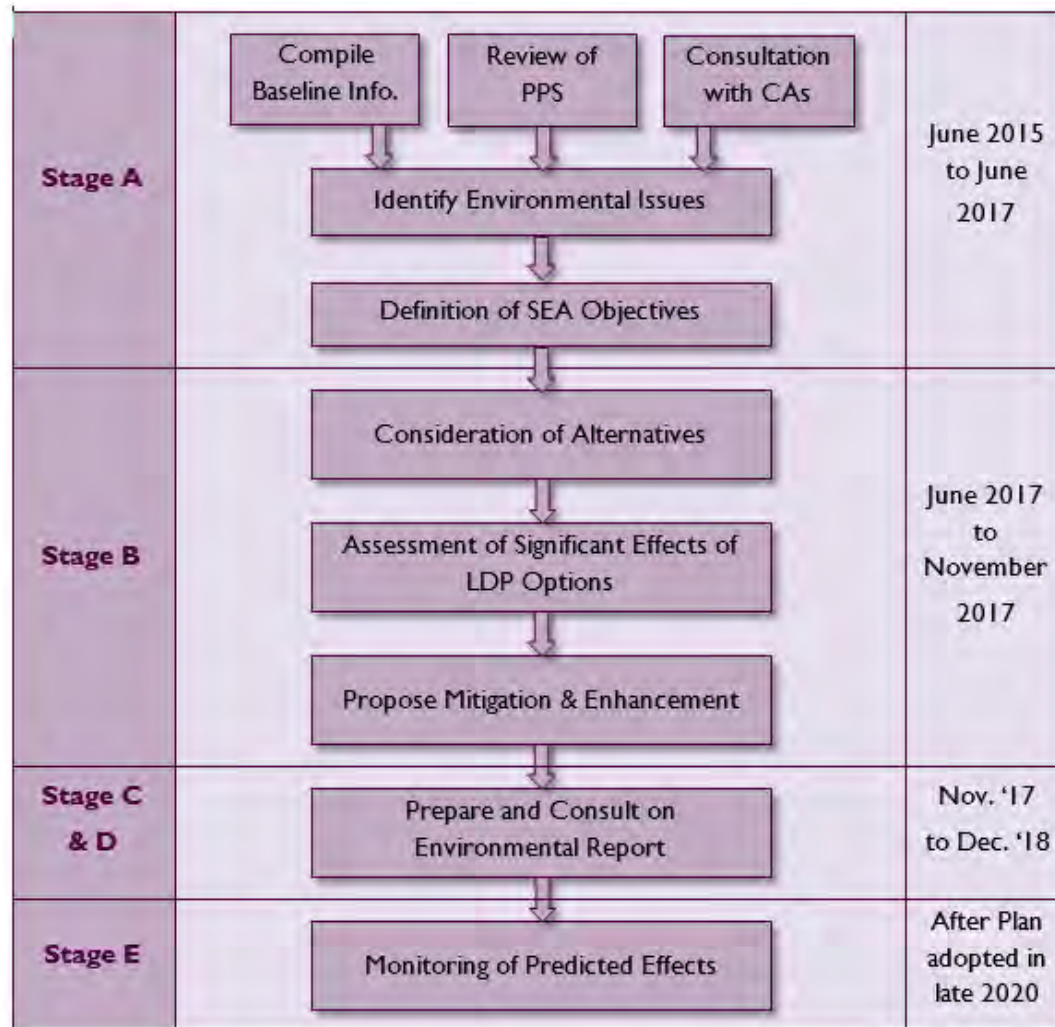 Compile
Baseline Info.
Review of
PPS
Consultation
with CAs
Stage A
Identify Environmental Issues
Definition of SEA Objectives
June 2015
to June
2017
Stage B
Consideration of Alternatives
Assessment of Significant Effects of
LDP Options
Propose Mitigation & Enhancement
June 2017
to
November
2017
Stage C
& D
Prepare and Consult on
Environmental Report
Nov. ‘17
to Dec. ‘18
Stage E
Monitoring of Predicted Effects
After Plan
adopted in
late 2020